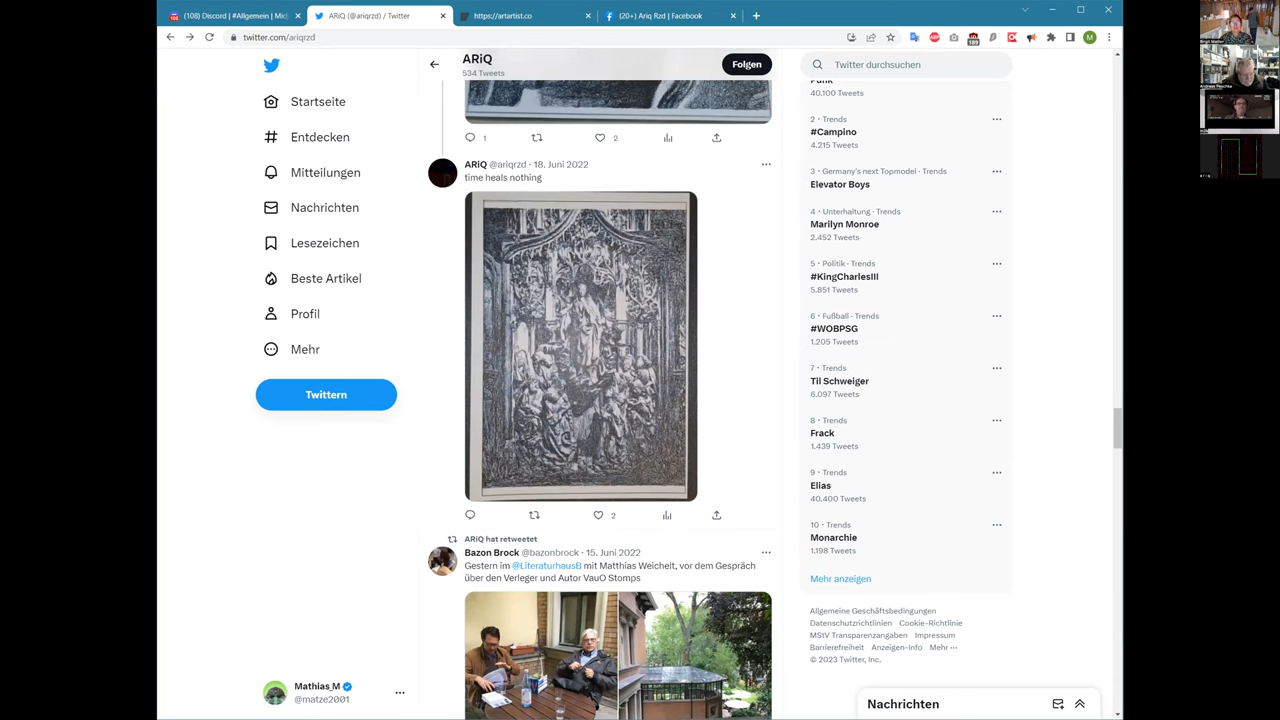 (108) Discord | #Allgemein | Midj
ARiQ (@ariqrzd) / Twitter
https://artartist.co
(20+) Ariq Rzd | Facebook
twitter.com/ariqrzd
189
M
Startseite
Entdecken
Mitteilungen
Nachrichten
Lesezeichen
Beste Artikel
Profil
Mehr
Twittern
Mathias_M
@matze2001
ARiQ
534 Tweets
Folgen
1
2
ARiQ @ariqrzd · 18. Juni 2022
time heals nothing
2
ARiQ hat retweetet
Bazon Brock @bazonbrock · 15. Juni 2022
Gestern im @LiteraturhausB mit Matthias Weichelt, vor dem Gespräch
über den Verleger und Autor VauO Stomps
Twitter durchsuchen
40.100 Tweets
2 · Trends
#Campino
4.215 Tweets
3 · Germany's next Topmodel · Trends
Elevator Boys
4 · Unterhaltung · Trends
Marilyn Monroe
2.452 Tweets
5 · Politik · Trends
#KingCharlesIII
5.851 Tweets
6 · Fußball · Trends
#WOBPSG
1.205 Tweets
7 · Trends
Til Schweiger
6.097 Tweets
8 · Trends
Frack
1.439 Tweets
9 · Trends
Elias
40.400 Tweets
10 · Trends
Monarchie
1.198 Tweets
Mehr anzeigen
Allgemeine Geschäftsbedingungen
Datenschutzrichtlinien Cookie-Richtlinie
MStV Transparenzangaben Impressum
Barrierefreiheit Anzeigen-Info Mehr ···
© 2023 Twitter, Inc.
Nachrichten